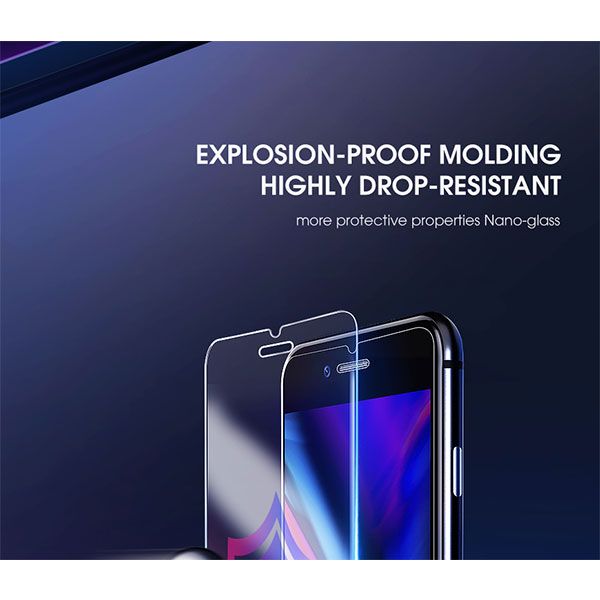 EXPLOSION-PROOF MOLDING
HIGHLY DROP-RESISTANT
more protective properties Nano-glass